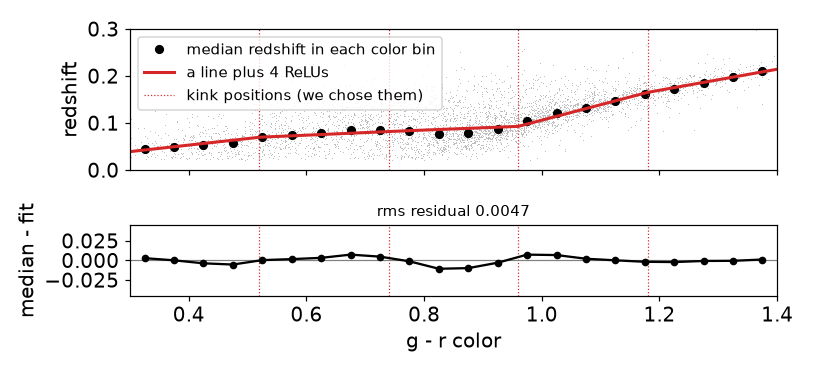 0.3
0.2
0.1
0.0
redshift
median redshift in each color bin
a line plus 4 ReLUs
kink positions (we chose them)
rms residual 0.0047
0.025
0.000
−0.025
median - fit
0.4 0.6 0.8 1.0 1.2 1.4
g - r color